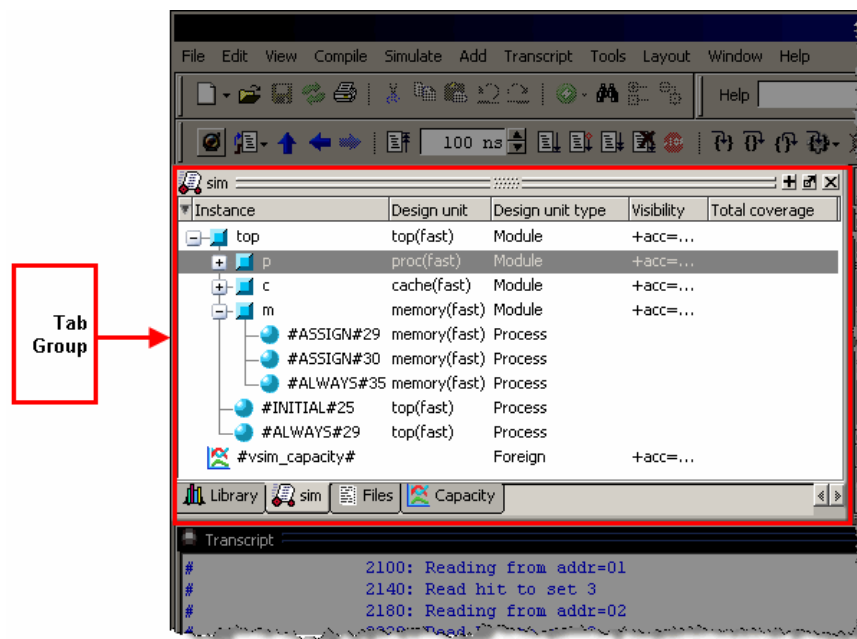 File Edit View Compile Simulate Add Transcript Tools Layout Window Help
Help
100 ns
sim
Instance Design unit Design unit type Visibility Total coverage
top top(fast) Module +acc=...
p proc(fast) Module +acc=...
c cache(fast) Module +acc=...
m memory(fast) Module +acc=...
#ASSIGN#29 memory(fast) Process
#ASSIGN#30 memory(fast) Process
#ALWAYS#35 memory(fast) Process
#INITIAL#25 top(fast) Process
#ALWAYS#29 top(fast) Process
#vsim_capacity# Foreign +acc=...
Tab
Group
Library sim Files Capacity
Transcript
# 2100: Reading from addr=01
# 2140: Read hit to set 3
# 2180: Reading from addr=02